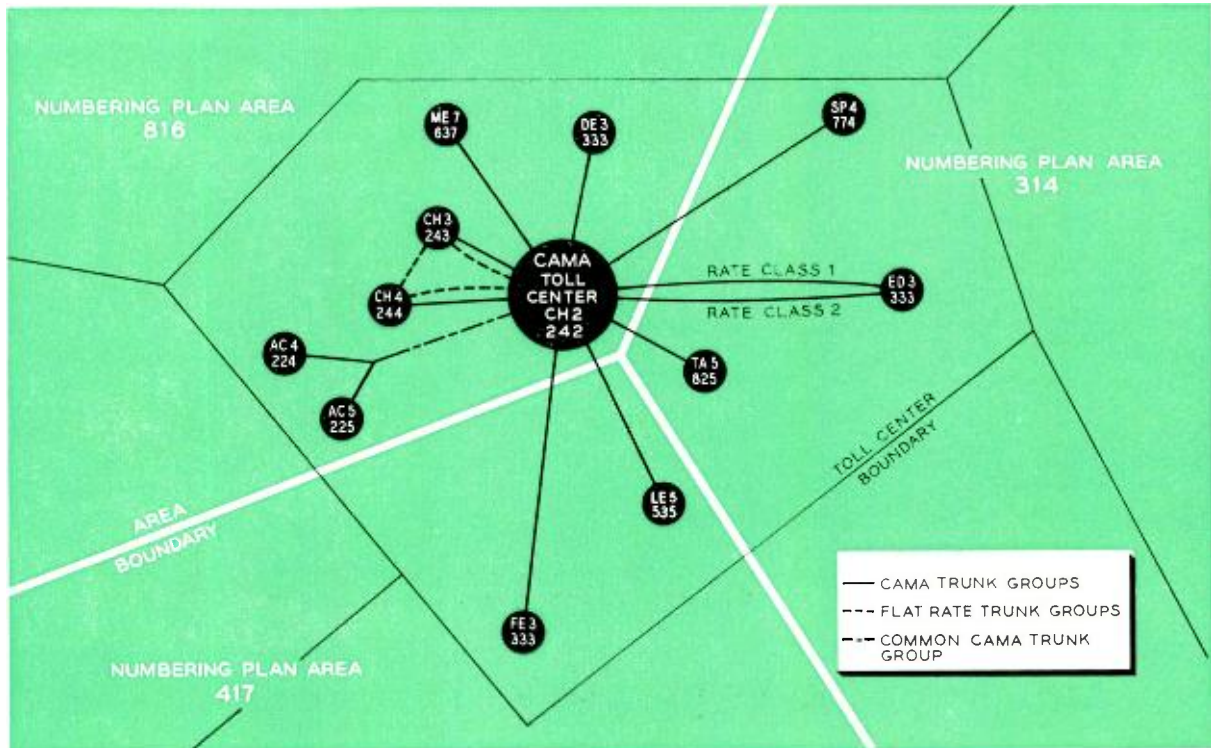 NUMBERING PLAN AREA
816
ME 7
637
DE 3
333
SP 4
774
NUMBERING PLAN AREA
314
CH 3
243
CAMA
TOLL
CENTER
CH 2
242
RATE CLASS 1
ED 3
333
RATE CLASS 2
CH 4
244
AC 4
224
TA 5
825
AC 5
225
TOLL CENTER
BOUNDARY
LE 5
535
AREA
BOUNDARY
FE 3
333
NUMBERING PLAN AREA
417
CAMA TRUNK GROUPS
FLAT RATE TRUNK GROUPS
COMMON CAMA TRUNK
GROUP